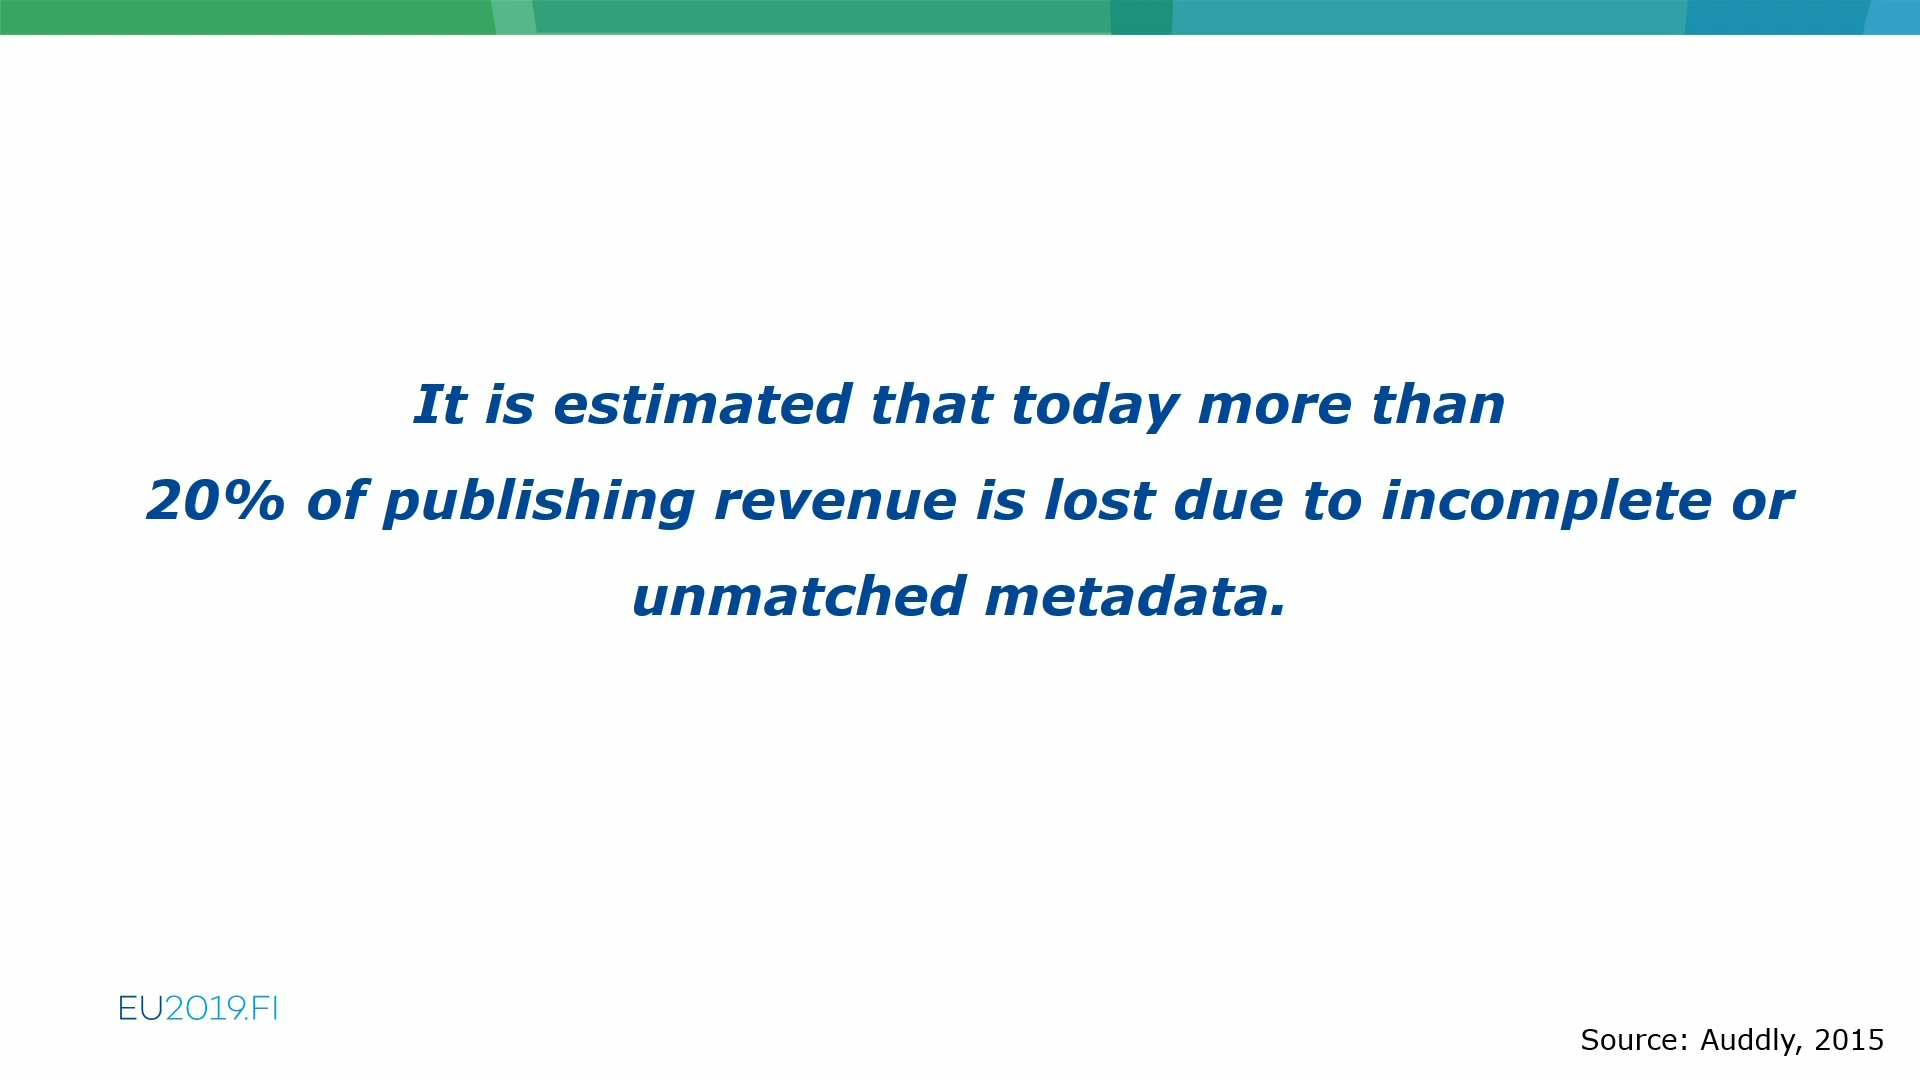 It is estimated that today more than
20% of publishing revenue is lost due to incomplete or
unmatched metadata.
EU2019.FI
Source: Auddly, 2015